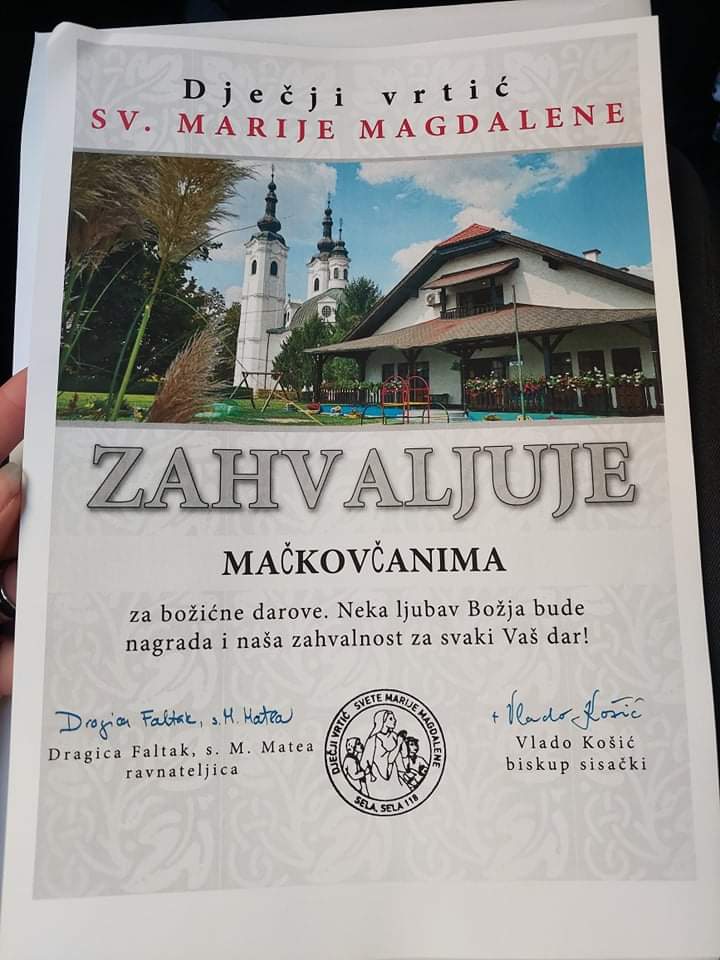 Dječji vrtić
SV. MARIJE MAGDALENE
ZAHVALJUJE
MAČKOVČANIMA
za božićne darove. Neka ljubav Božja bude
nagrada i naša zahvalnost za svaki Vaš dar!
Dragica Faltak, s. M. Matea
Dragica Faltak, s. M. Matea
ravnateljica
DJEČJI VRTIĆ SVETE MARIJE MAGDALENE
SELA, SELA 118
+ Vlado Košić
Vlado Košić
biskup sisački